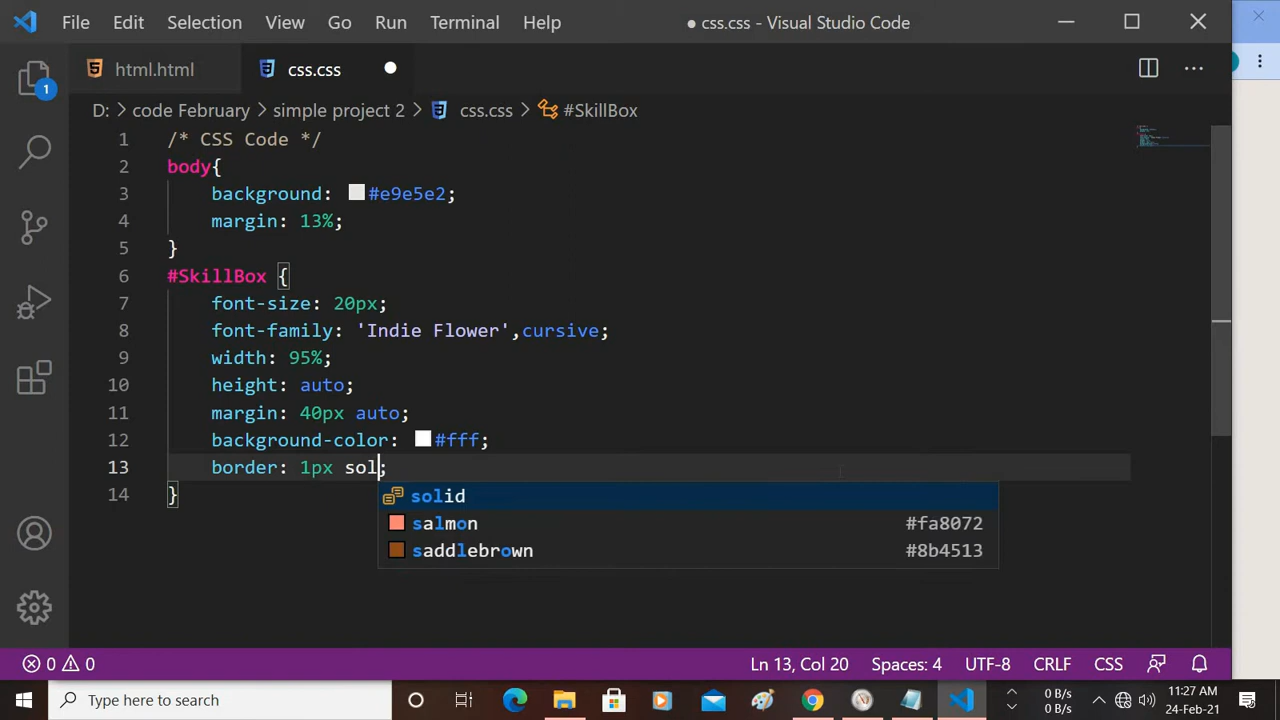 File Edit Selection View Go Run Terminal Help ● css.css - Visual Studio Code
html.html css.css ●
D: > code February > simple project 2 > css.css > #SkillBox
1 /* CSS Code */
2 body{
3 background: #e9e5e2;
4 margin: 13%;
5 }
6 #SkillBox {
7 font-size: 20px;
8 font-family: 'Indie Flower',cursive;
9 width: 95%;
10 height: auto;
11 margin: 40px auto;
12 background-color: #fff;
13 border: 1px sol;
solid
14 }
salmon #fa8072
saddlebrown #8b4513
1
0 0 Ln 13, Col 20 Spaces: 4 UTF-8 CRLF CSS
Type here to search
0 B/s
0 B/s
11:27 AM
24-Feb-21